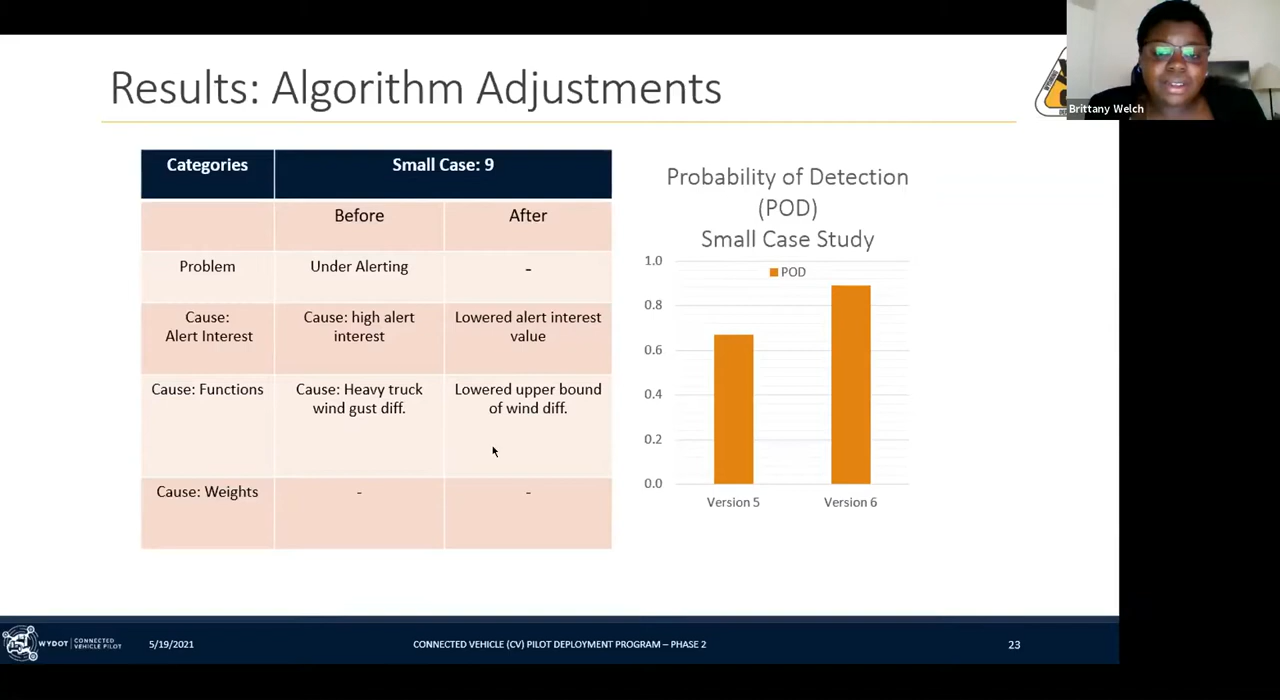 Results: Algorithm Adjustments
Brittany Welch
Categories
Small Case: 9
Before
After
Problem
Under Alerting
-
Cause:
Alert Interest
Cause: high alert
interest
Lowered alert interest
value
Cause: Functions
Cause: Heavy truck
wind gust diff.
Lowered upper bound
of wind diff.
Cause: Weights
-
-
Probability of Detection
(POD)
Small Case Study
POD
1.0
0.8
0.6
0.4
0.2
0.0
Version 5
Version 6
WYDOT
CONNECTED
VEHICLE PILOT
5/19/2021
CONNECTED VEHICLE (CV) PILOT DEPLOYMENT PROGRAM – PHASE 2
23